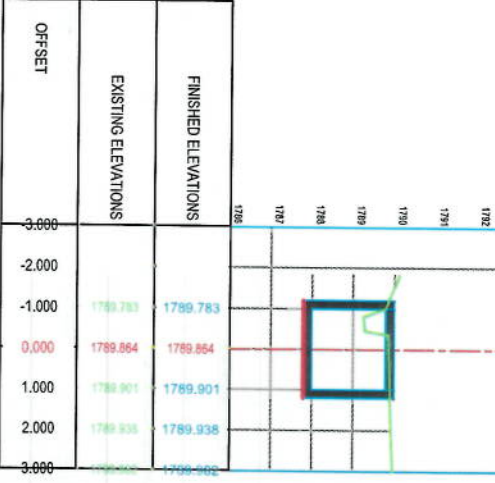 OFFSET
EXISTING ELEVATIONS
FINISHED ELEVATIONS
1786 1787 1788 1789 1790 1791 1792
-3.000
-2.000
-1.000 1789.783 1789.783
0.000 1789.864 1789.864
1.000 1789.901 1789.901
2.000 1789.938 1789.938
3.000